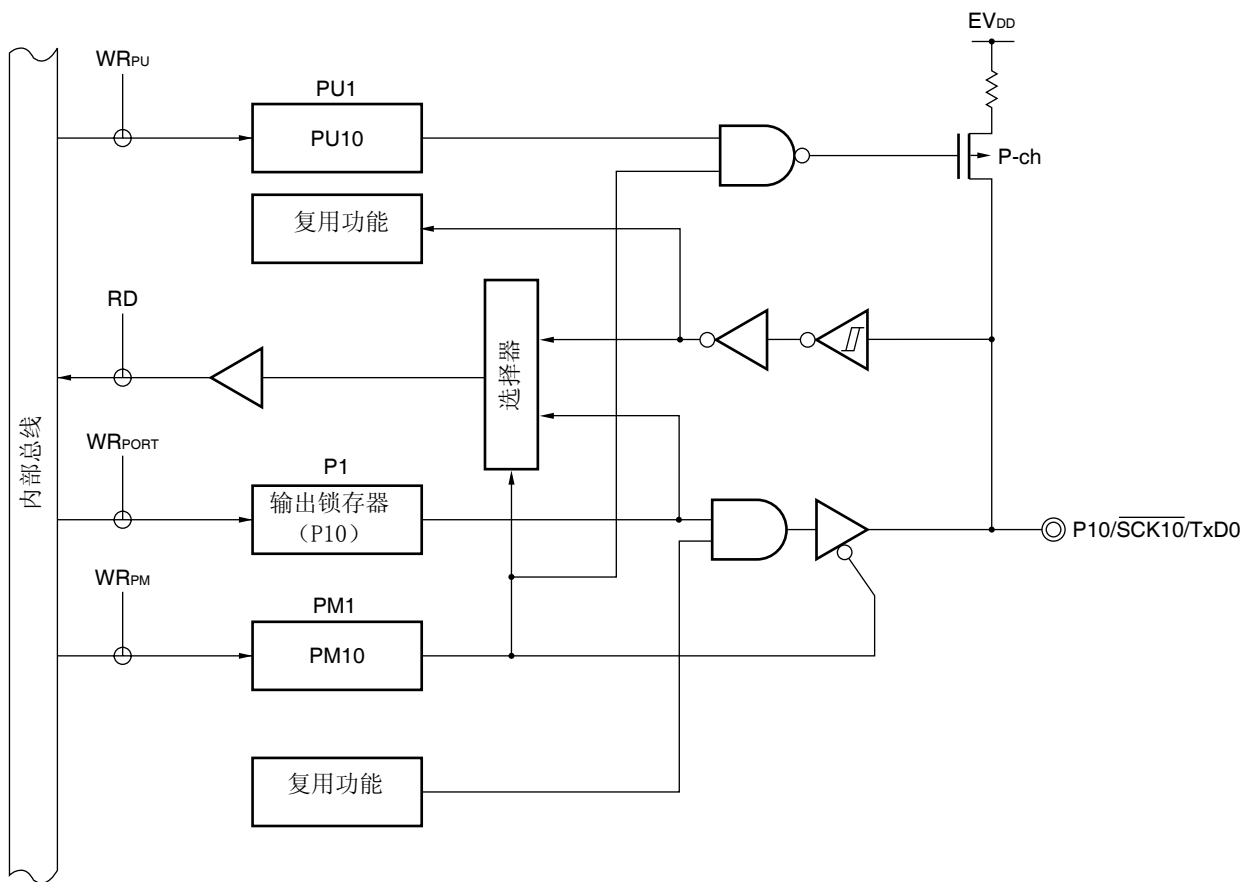 EVDD
WRPU
PU1
PU10
P-ch
复用功能
RD
选择器
内部总线
WRPORT
P1
输出锁存器
（P10）
P10/SCK10/TxD0
WRPM
PM1
PM10
复用功能